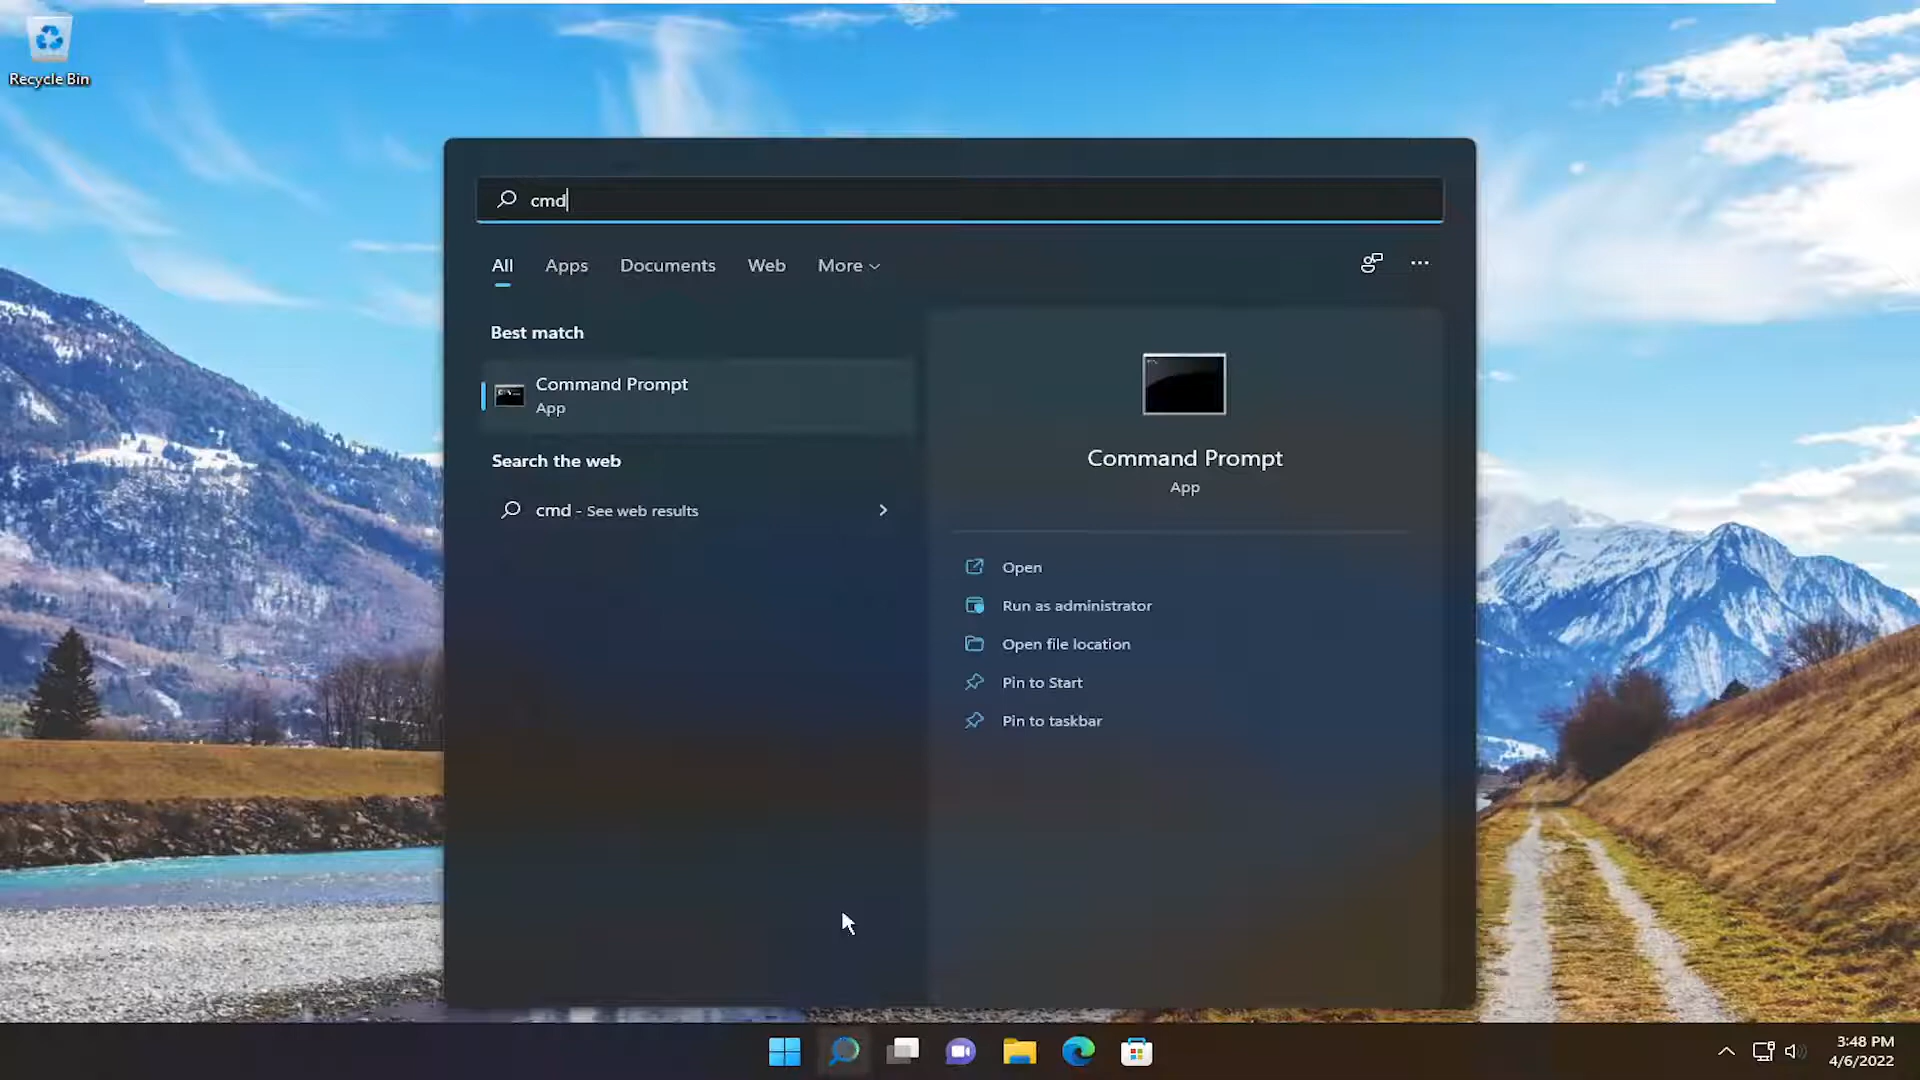 Recycle Bin
cmd
All Apps Documents Web More
Best match
Command Prompt
App
Search the web
cmd - See web results
Command Prompt
App
Open
Run as administrator
Open file location
Pin to Start
Pin to taskbar
3:48 PM
4/6/2022